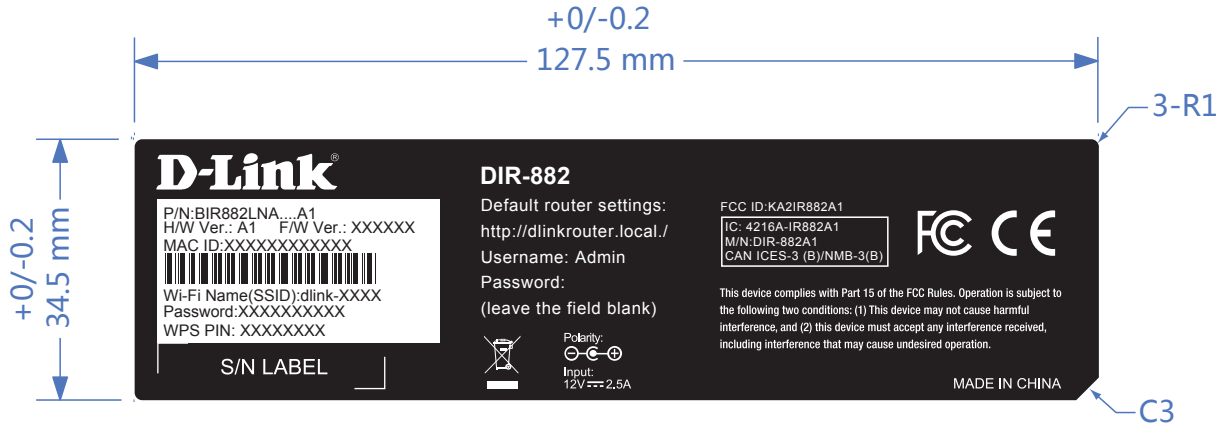 +0/-0.2
127.5 mm
3-R1
+0/-0.2
34.5 mm
D-Link®
P/N:BIR882LNA....A1
H/W Ver.: A1 F/W Ver.: XXXXXX
MAC ID:XXXXXXXXXXXX
Wi-Fi Name(SSID):dlink-XXXX
Password:XXXXXXXXXX
WPS PIN: XXXXXXXX
S/N LABEL
DIR-882
Default router settings:
http://dlinkrouter.local./
Username: Admin
Password:
(leave the field blank)
Polarity:
Input:
12V⎓2.5A
FCC ID:KA2IR882A1
IC: 4216A-IR882A1
M/N:DIR-882A1
CAN ICES-3 (B)/NMB-3(B)
FCC CE
This device complies with Part 15 of the FCC Rules. Operation is subject to
the following two conditions: (1) This device may not cause harmful
interference, and (2) this device must accept any interference received,
including interference that may cause undesired operation.
MADE IN CHINA
C3